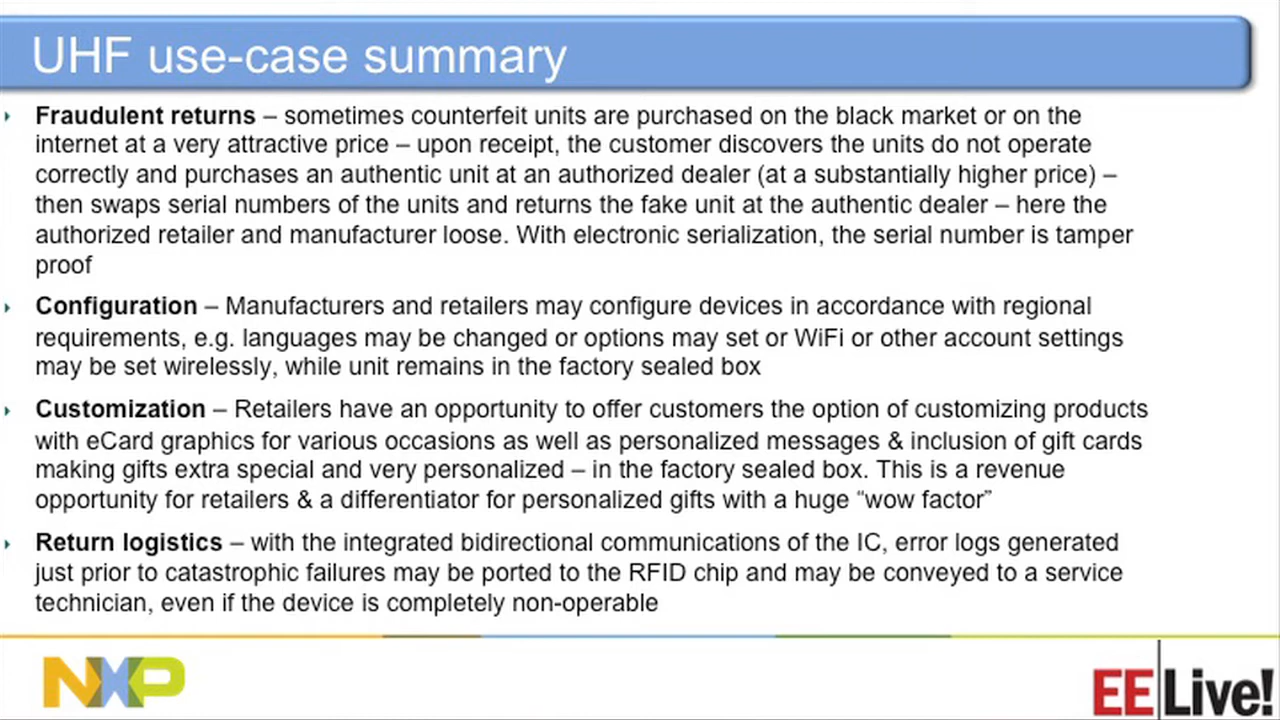 UHF use-case summary
Fraudulent returns – sometimes counterfeit units are purchased on the black market or on the
internet at a very attractive price – upon receipt, the customer discovers the units do not operate
correctly and purchases an authentic unit at an authorized dealer (at a substantially higher price) –
then swaps serial numbers of the units and returns the fake unit at the authentic dealer – here the
authorized retailer and manufacturer loose. With electronic serialization, the serial number is tamper
proof
Configuration – Manufacturers and retailers may configure devices in accordance with regional
requirements, e.g. languages may be changed or options may set or WiFi or other account settings
may be set wirelessly, while unit remains in the factory sealed box
Customization – Retailers have an opportunity to offer customers the option of customizing products
with eCard graphics for various occasions as well as personalized messages & inclusion of gift cards
making gifts extra special and very personalized – in the factory sealed box. This is a revenue
opportunity for retailers & a differentiator for personalized gifts with a huge “wow factor”
Return logistics – with the integrated bidirectional communications of the IC, error logs generated
just prior to catastrophic failures may be ported to the RFID chip and may be conveyed to a service
technician, even if the device is completely non-operable
NXP
EE Live!